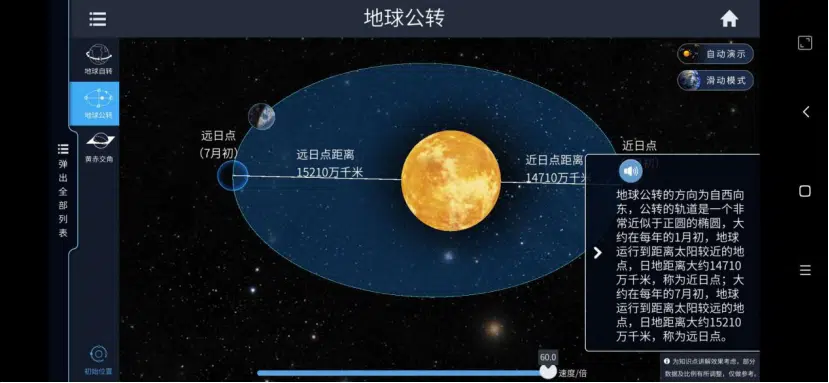 地球公转
自动演示
滑动模式
地球自转
地球公转
黄赤交角
弹出全部列表
初始位置
远日点
（7月初）
远日点距离
15210万千米
近日点距离
14710万千米
近日点
地球公转的方向为自西向
东，公转的轨道是一个非
常近似于正圆的椭圆，大
约在每年的1月初，地球
运行到距离太阳较近的地
点，日地距离大约14710
万千米，称为近日点；大
约在每年的7月初，地球
运行到距离太阳较远的地
点，日地距离大约15210
万千米，称为远日点。
60.0
速度/倍
为知识点讲解效果考虑，部分
数据及比例有所调整，仅做参考。